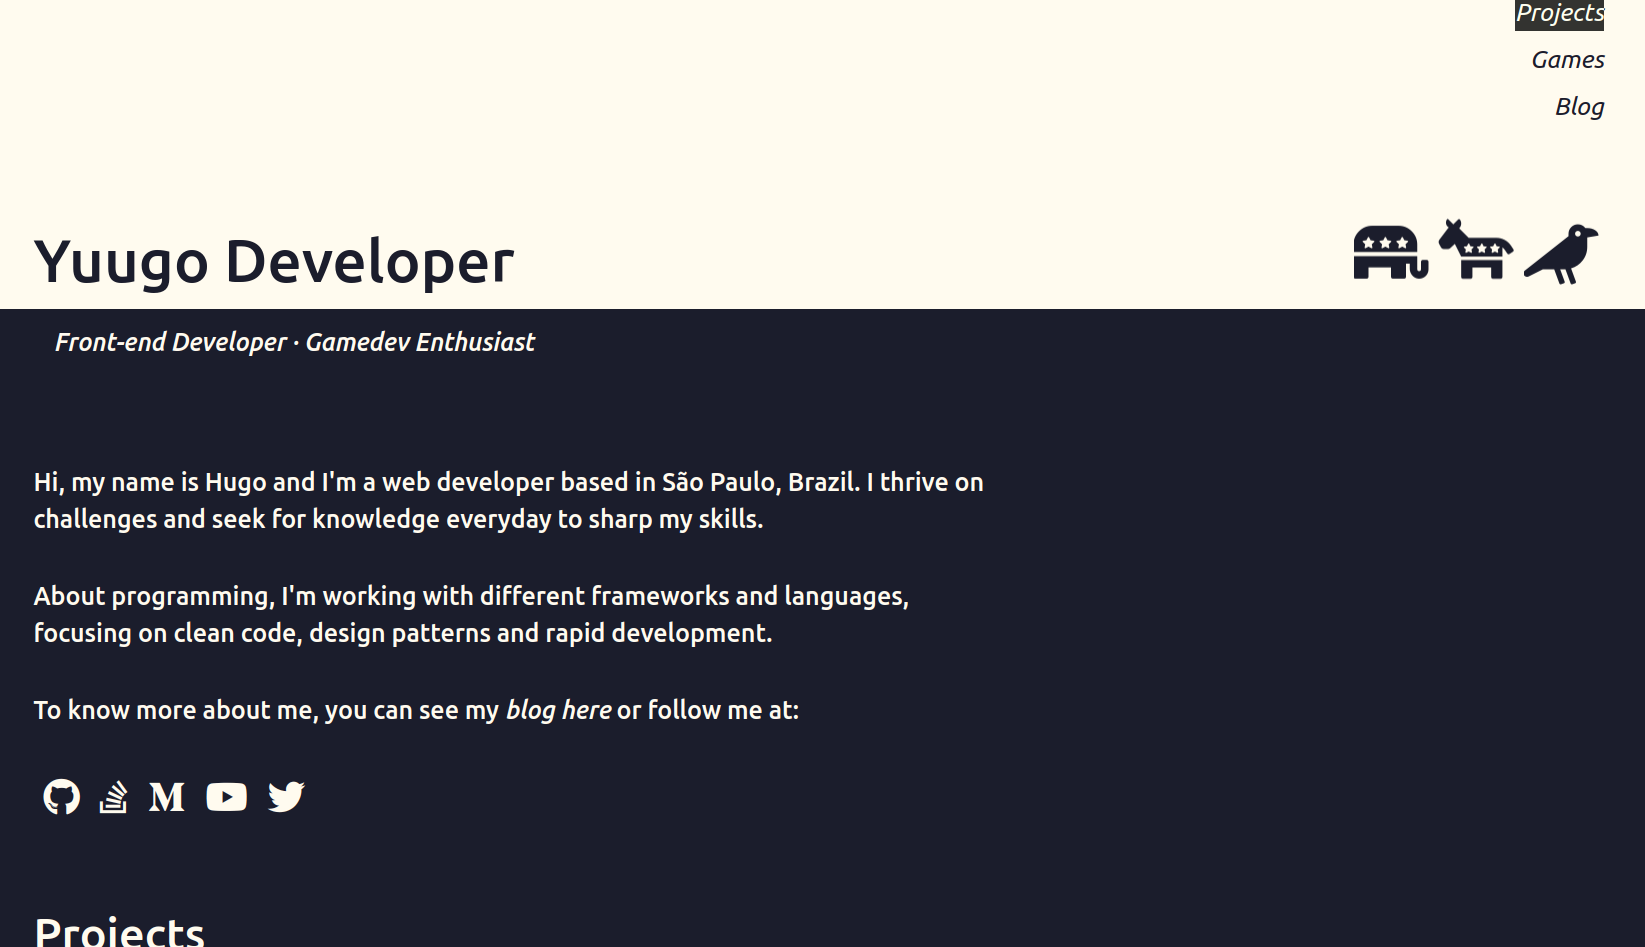 Projects
Games
Blog
Yuugo Developer
Front-end Developer · Gamedev Enthusiast
Hi, my name is Hugo and I'm a web developer based in São Paulo, Brazil. I thrive on
challenges and seek for knowledge everyday to sharp my skills.
About programming, I'm working with different frameworks and languages,
focusing on clean code, design patterns and rapid development.
To know more about me, you can see my blog here or follow me at:
Projects